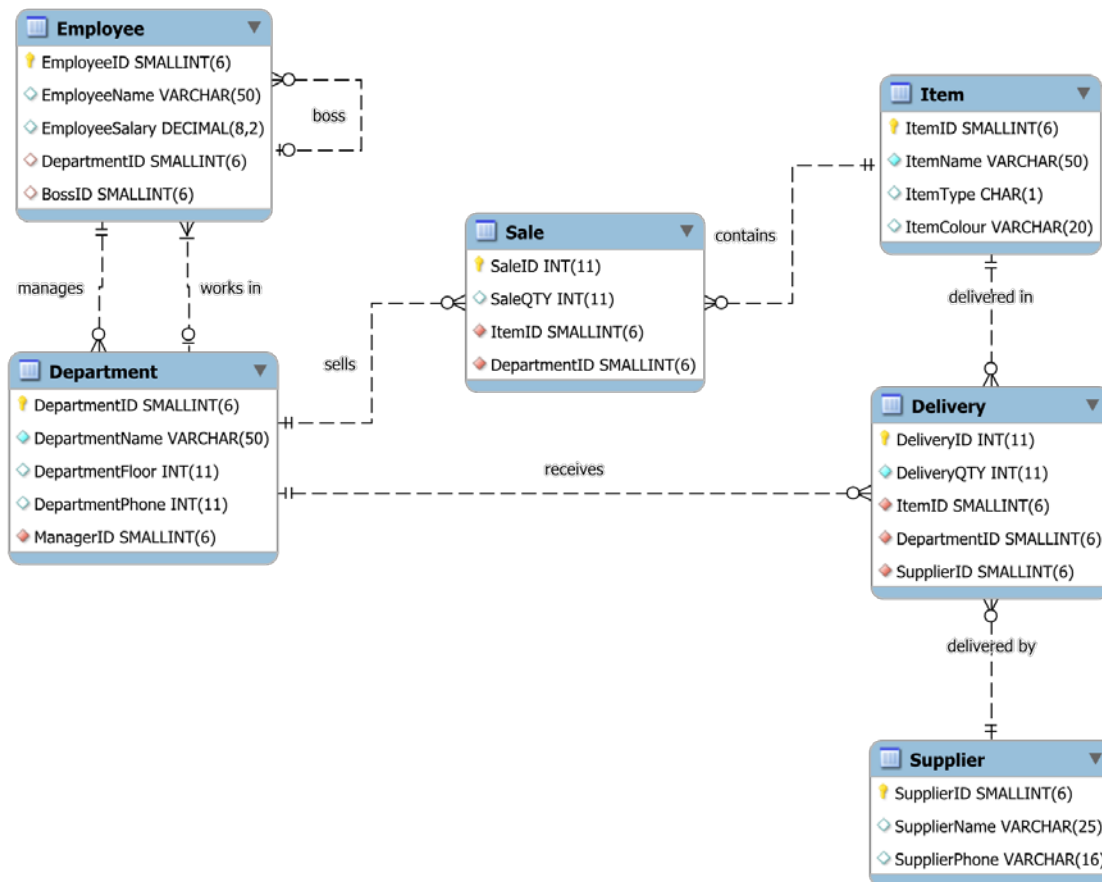 Employee
EmployeeID SMALLINT(6)
EmployeeName VARCHAR(50)
EmployeeSalary DECIMAL(8,2)
DepartmentID SMALLINT(6)
BossID SMALLINT(6)
boss
manages
works in
Department
DepartmentID SMALLINT(6)
DepartmentName VARCHAR(50)
DepartmentFloor INT(11)
DepartmentPhone INT(11)
ManagerID SMALLINT(6)
sells
receives
Sale
SaleID INT(11)
SaleQTY INT(11)
ItemID SMALLINT(6)
DepartmentID SMALLINT(6)
contains
Item
ItemID SMALLINT(6)
ItemName VARCHAR(50)
ItemType CHAR(1)
ItemColour VARCHAR(20)
delivered in
Delivery
DeliveryID INT(11)
DeliveryQTY INT(11)
ItemID SMALLINT(6)
DepartmentID SMALLINT(6)
SupplierID SMALLINT(6)
delivered by
Supplier
SupplierID SMALLINT(6)
SupplierName VARCHAR(25)
SupplierPhone VARCHAR(16)